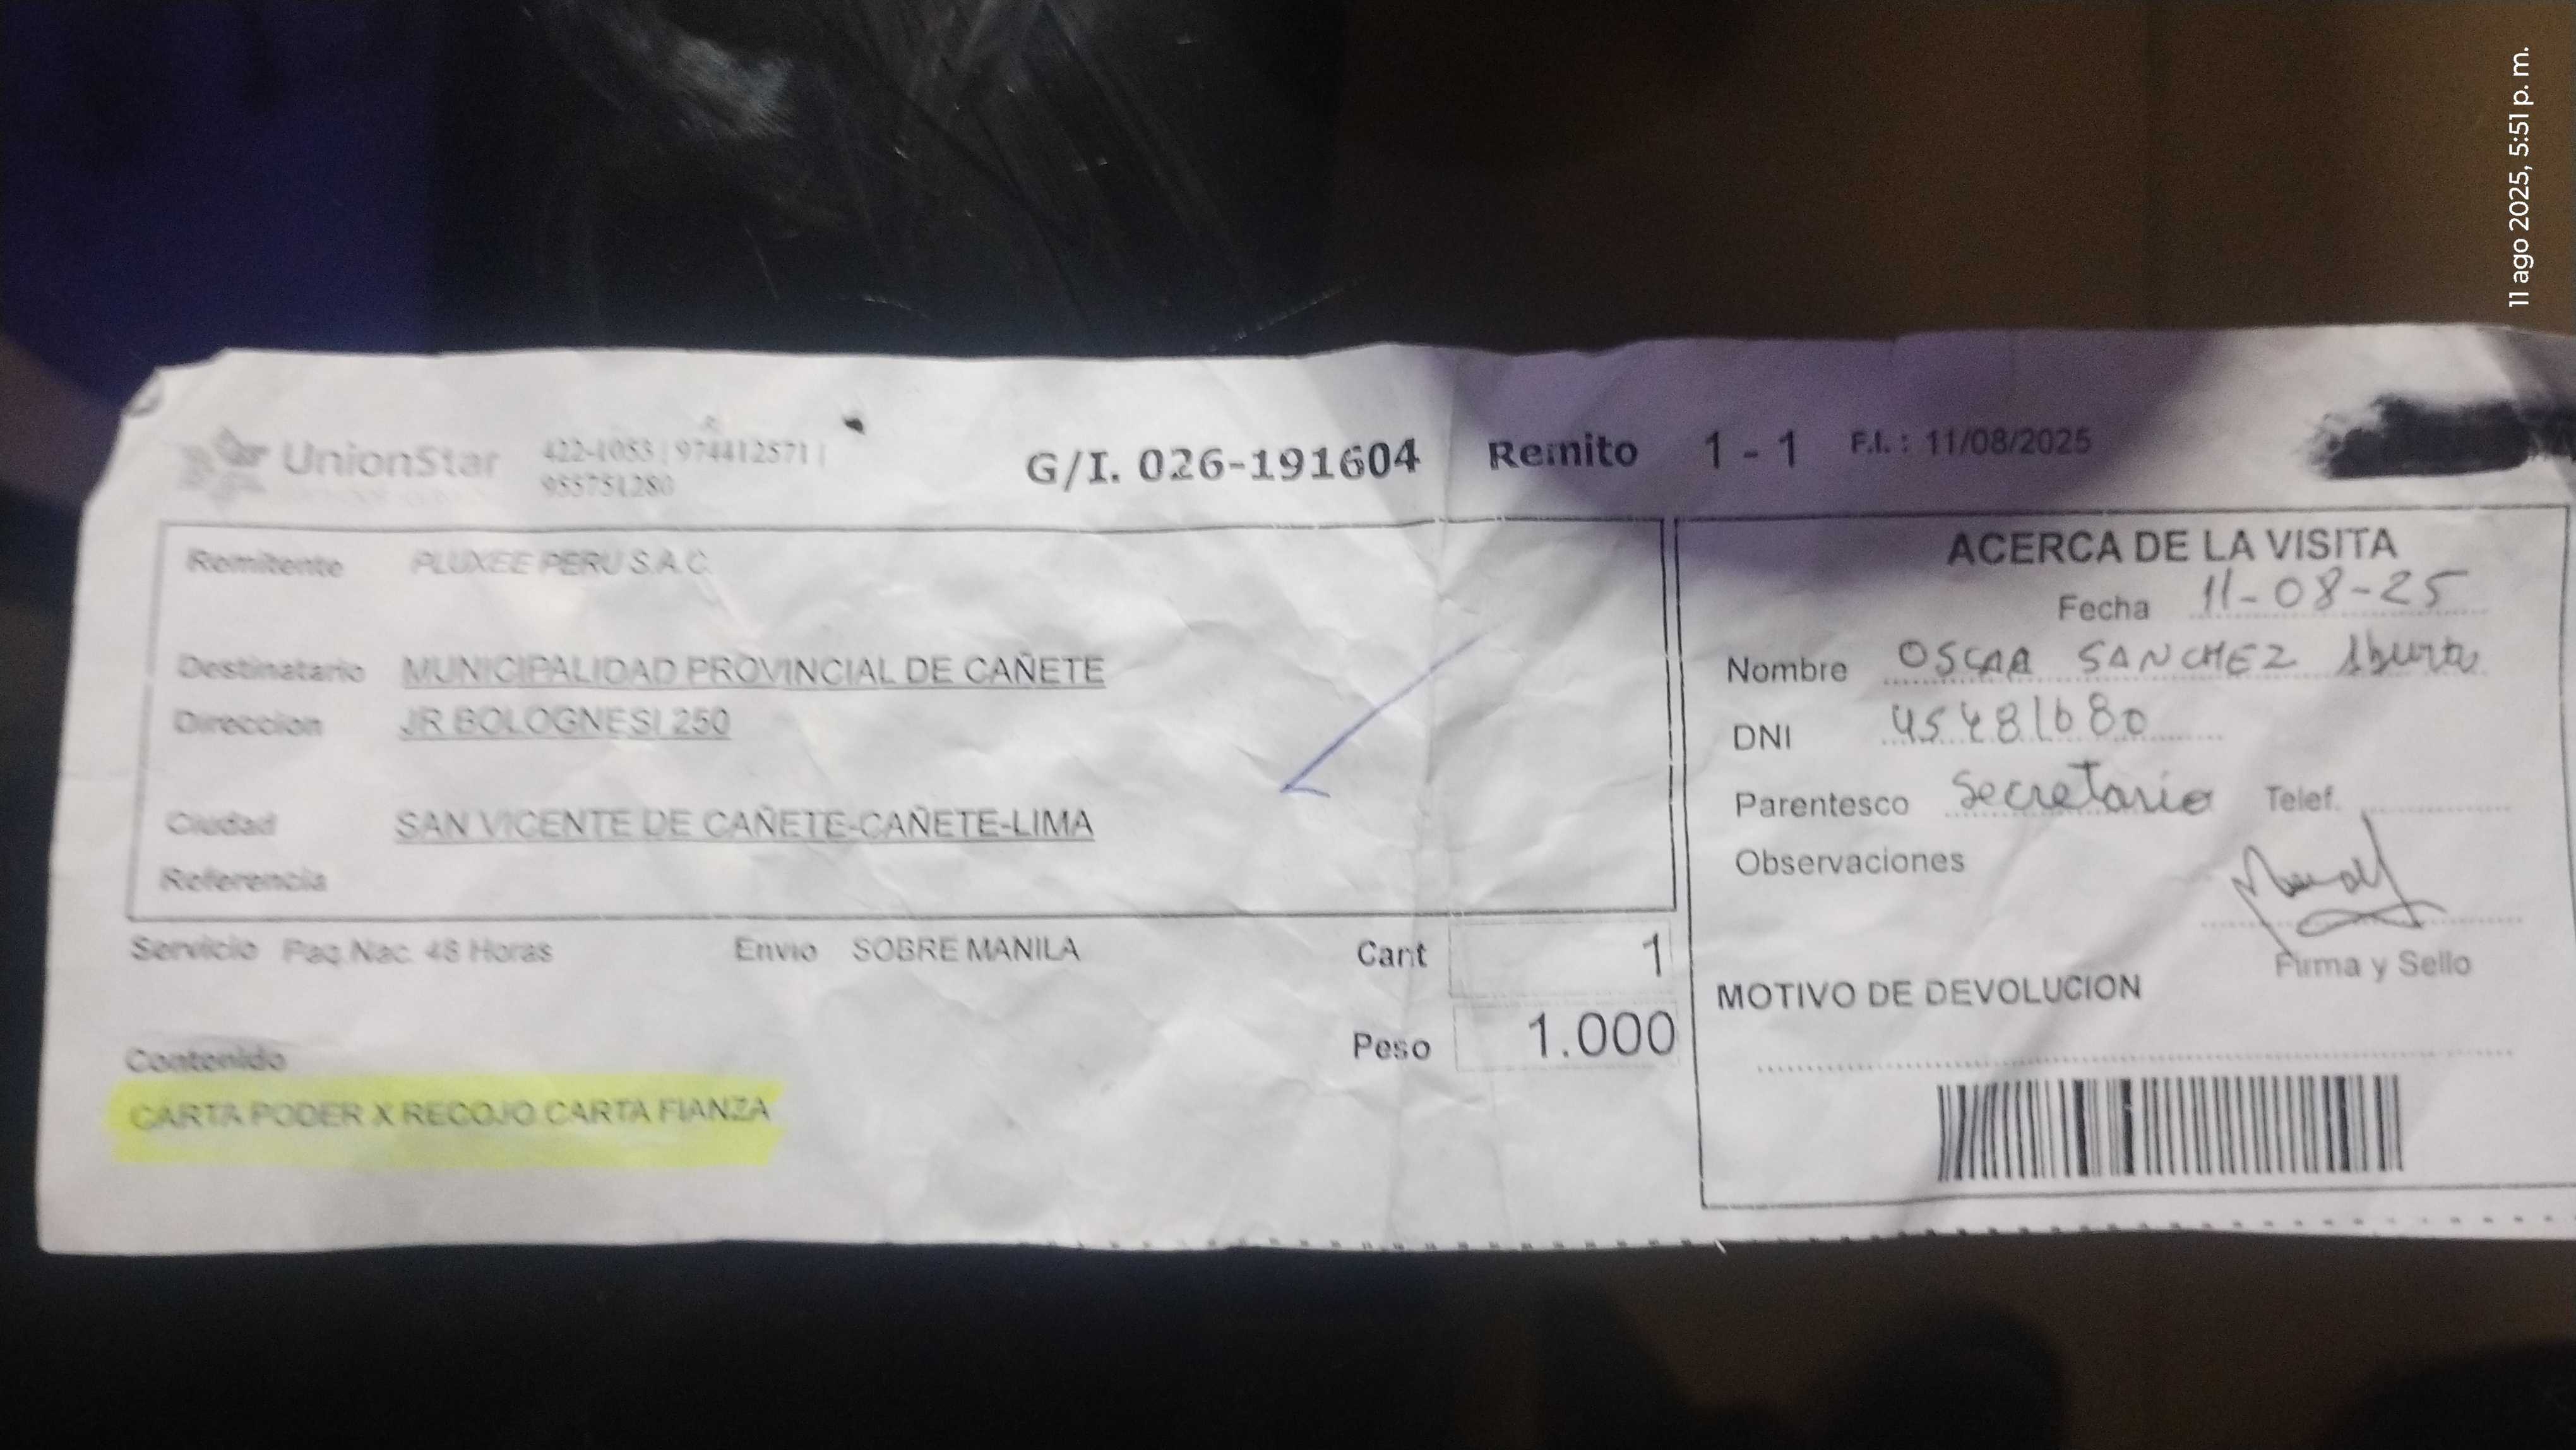 11 ago 2025, 5:51 p. m.
UnionStar 422-1053 | 974412571 |
955751280
G/I. 026-191604 Remito 1 - 1 F.I. : 11/08/2025
Remitente PLUXEE PERU S.A.C.
Destinatario MUNICIPALIDAD PROVINCIAL DE CAÑETE
Direccion JR BOLOGNESI 250
Ciudad SAN VICENTE DE CAÑETE-CAÑETE-LIMA
Referencia
Servicio Paq.Nac. 48 Horas Envio SOBRE MANILA Cant 1
Peso 1.000
Contenido
CARTA PODER X RECOJO CARTA FIANZA
ACERCA DE LA VISITA
Fecha 11-08-25
Nombre OSCAR SANCHEZ
DNI 45481680
Parentesco Secretario Telef.
Observaciones
Firma y Sello
MOTIVO DE DEVOLUCION